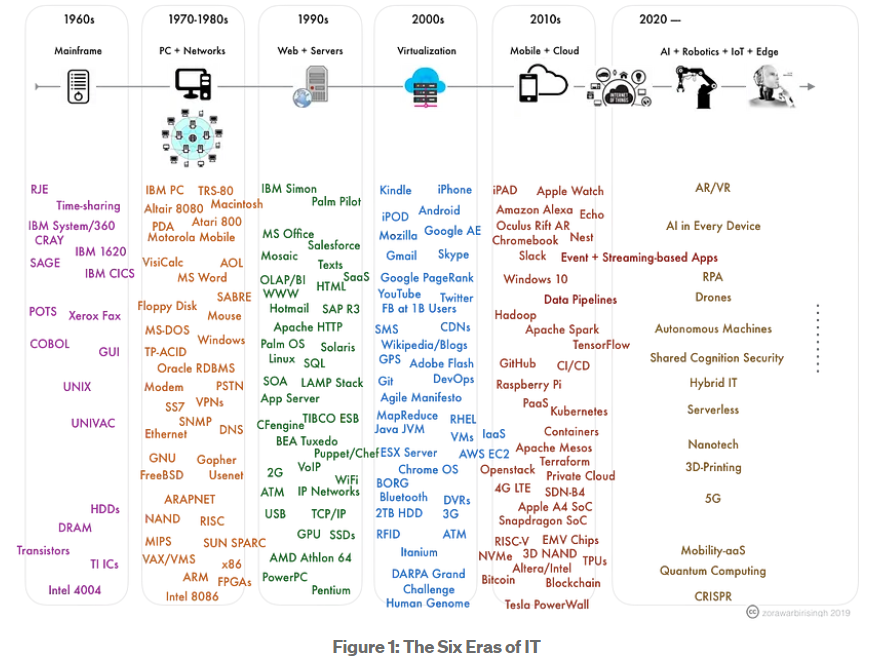 1960s
Mainframe
1970-1980s
PC + Networks
1990s
Web + Servers
2000s
Virtualization
2010s
Mobile + Cloud
2020 —
AI + Robotics + IoT + Edge
INTERNET OF THINGS
RJE
Time-sharing
IBM System/360
CRAY
IBM 1620
SAGE
IBM CICS
POTS
Xerox Fax
COBOL
GUI
UNIX
UNIVAC
HDDs
DRAM
Transistors
TI ICs
Intel 4004
IBM PC
TRS-80
Macintosh
Altair 8080
Atari 800
PDA
Motorola Mobile
VisiCalc
AOL
MS Word
SABRE
Floppy Disk
Mouse
MS-DOS
Windows
TP-ACID
Oracle RDBMS
Modem
PSTN
VPNs
SS7
SNMP
DNS
Ethernet
GNU
Gopher
FreeBSD
Usenet
ARAPNET
NAND
RISC
MIPS
SUN SPARC
VAX/VMS
x86
ARM
FPGAs
Intel 8086
IBM Simon
Palm Pilot
MS Office
Salesforce
Mosaic
Texts
OLAP/BI
SaaS
HTML
WWW
Hotmail
SAP R3
Apache HTTP
Palm OS
Solaris
Linux
SQL
SOA
LAMP Stack
App Server
TIBCO ESB
CFengine
BEA Tuxedo
Puppet/Chef
VoIP
2G
WiFi
ATM
IP Networks
USB
TCP/IP
GPU
SSDs
AMD Athlon 64
PowerPC
Pentium
Kindle
iPhone
Android
iPOD
Google AE
Mozilla
Gmail
Skype
Google PageRank
YouTube
Twitter
FB at 1B Users
SMS
CDNs
Wikipedia/Blogs
GPS
Adobe Flash
Git
DevOps
Agile Manifesto
MapReduce
RHEL
Java JVM
VMs
IaaS
ESX Server
AWS EC2
Chrome OS
BORG
Bluetooth
DVRs
2TB HDD
3G
RFID
ATM
Itanium
DARPA Grand
Challenge
Human Genome
iPAD
Apple Watch
Amazon Alexa
Echo
Oculus Rift AR
Nest
Chromebook
Slack
Event + Streaming-based Apps
Windows 10
Data Pipelines
Hadoop
Apache Spark
TensorFlow
GitHub
CI/CD
Raspberry Pi
PaaS
Kubernetes
Containers
Apache Mesos
Terraform
Openstack
Private Cloud
4G LTE
SDN-B4
Apple A4 SoC
Snapdragon SoC
RISC-V
EMV Chips
NVMe
3D NAND
TPUs
Altera/Intel
Bitcoin
Blockchain
Tesla PowerWall
AR/VR
AI in Every Device
RPA
Drones
Autonomous Machines
Shared Cognition Security
Hybrid IT
Serverless
Nanotech
3D-Printing
5G
Mobility-aaS
Quantum Computing
CRISPR
cc zorawarbirisingh 2019
Figure 1: The Six Eras of IT